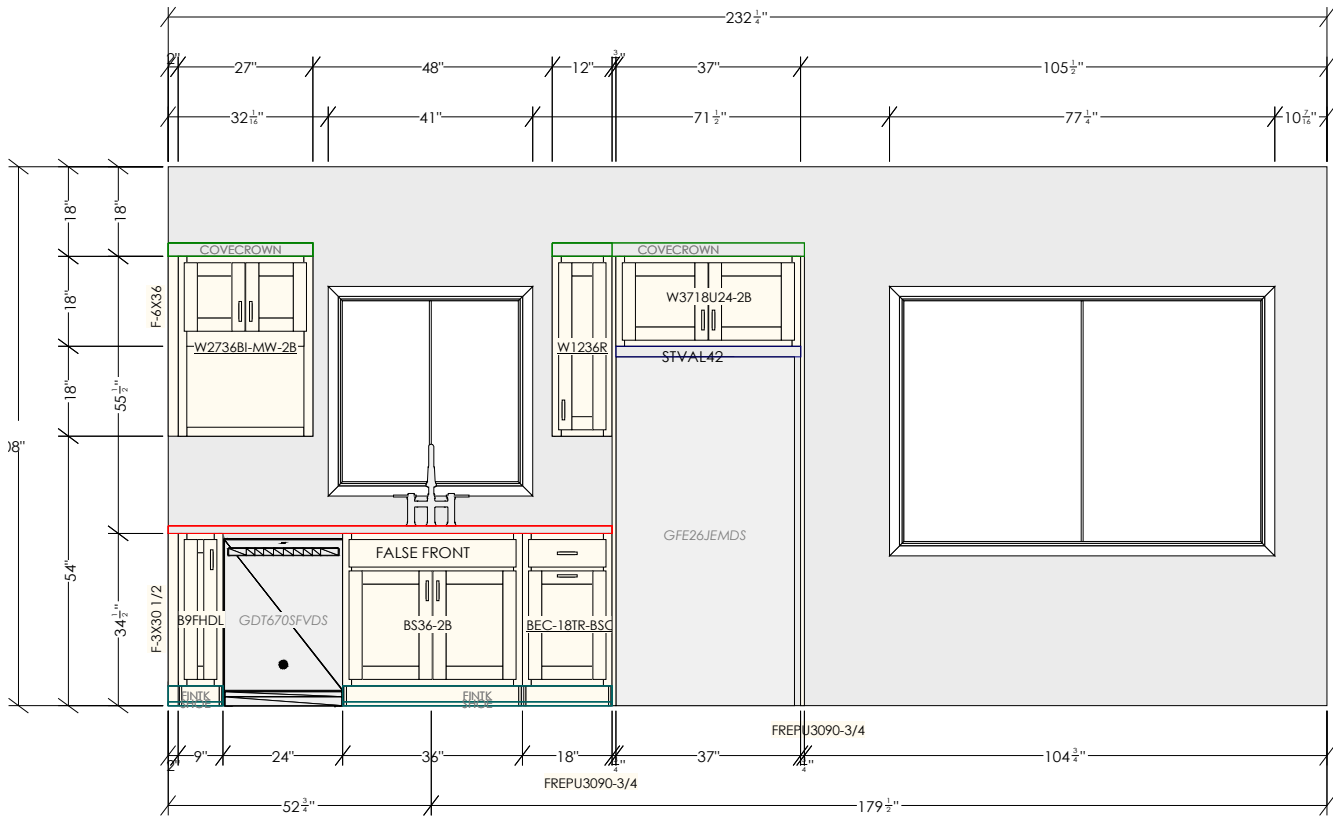 232 1/4"
2" 27" 48" 12" 3/4" 37" 105 1/2"
32 1/16" 41" 71 1/2" 77 1/4" 10 7/16"
18" 18"
COVECROWN COVECROWN
18" F-6X36
W3718U24-2B
W2736BI-MW-2B W1236R
STVAL42
18" 55 1/2"
08"
GFE26JEMDS
FALSE FRONT
54" 34 1/2" F-3X30 1/2
B9FHDL GDT670SFVDS BS36-2B BEC-18TR-BSC
FINTK FINTK
SHOE SHOE
FREPU3090-3/4
2" 9" 24" 36" 18" 37" 104 3/4"
FREPU3090-3/4
52 3/4" 179 1/2"